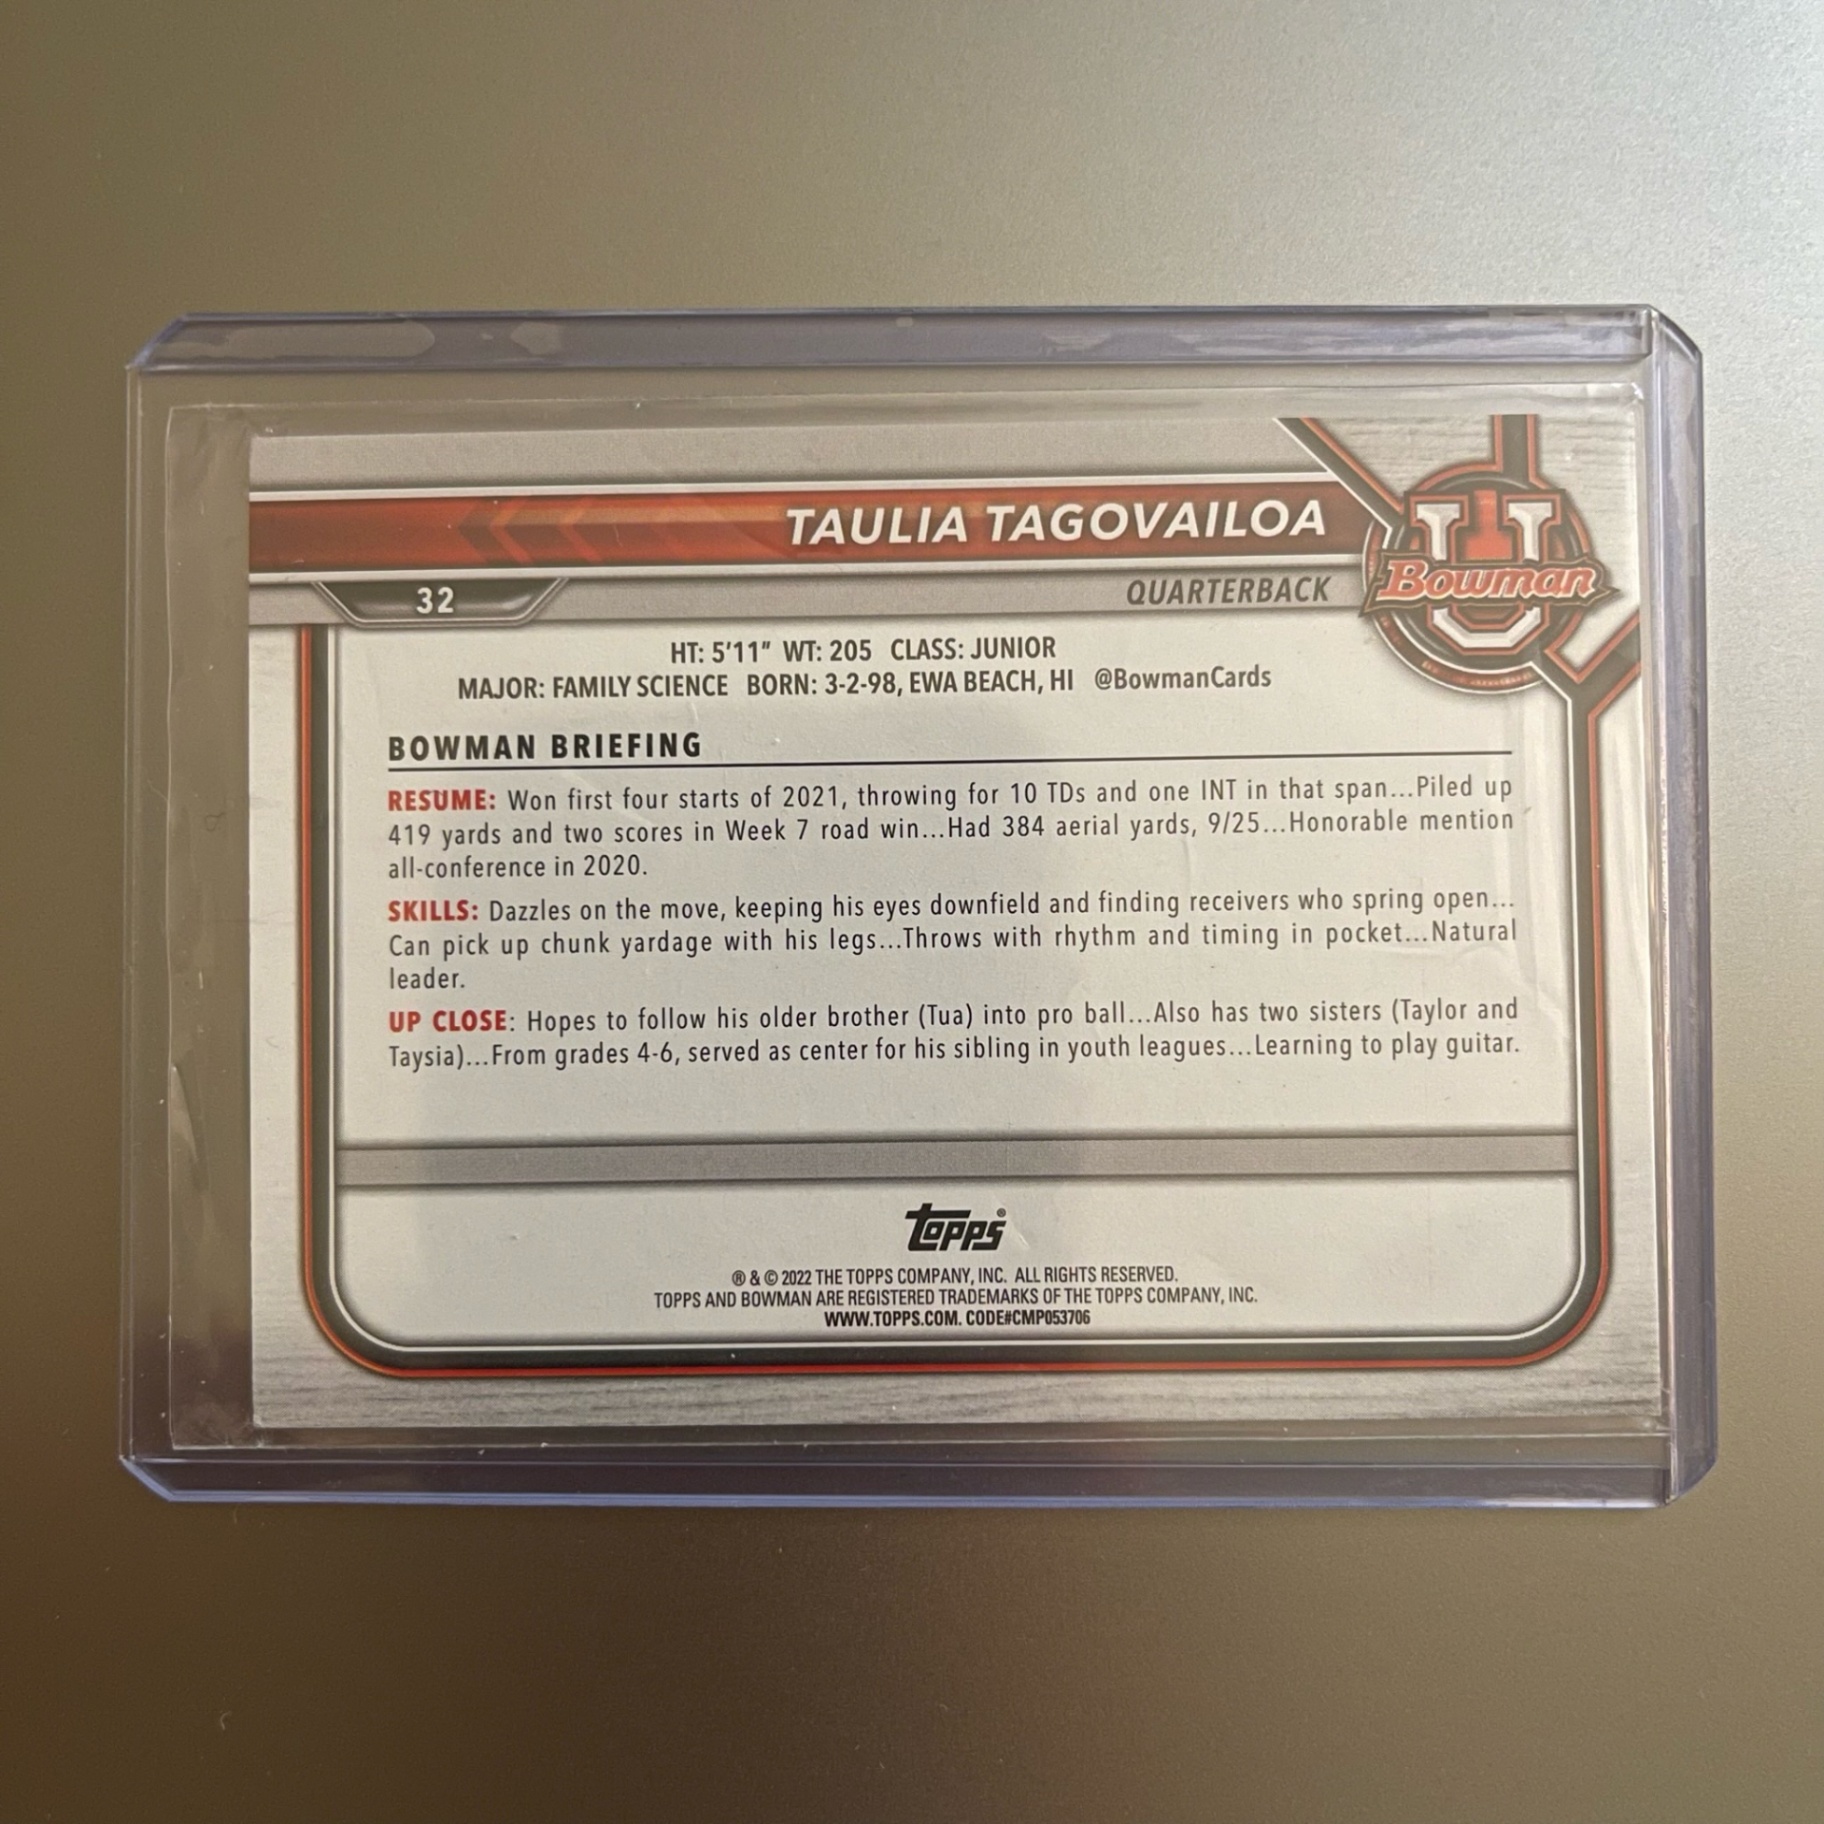 TAULIA TAGOVAILOA
U
Bowman
32
QUARTERBACK
HT: 5'11" WT: 205 CLASS: JUNIOR
MAJOR: FAMILY SCIENCE BORN: 3-2-98, EWA BEACH, HI @BowmanCards
BOWMAN BRIEFING
RESUME: Won first four starts of 2021, throwing for 10 TDs and one INT in that span...Piled up
419 yards and two scores in Week 7 road win...Had 384 aerial yards, 9/25...Honorable mention
all-conference in 2020.
SKILLS: Dazzles on the move, keeping his eyes downfield and finding receivers who spring open...
Can pick up chunk yardage with his legs...Throws with rhythm and timing in pocket...Natural
leader.
UP CLOSE: Hopes to follow his older brother (Tua) into pro ball...Also has two sisters (Taylor and
Taysia)...From grades 4-6, served as center for his sibling in youth leagues...Learning to play guitar.
Topps®
® & © 2022 THE TOPPS COMPANY, INC. ALL RIGHTS RESERVED.
TOPPS AND BOWMAN ARE REGISTERED TRADEMARKS OF THE TOPPS COMPANY, INC.
WWW.TOPPS.COM. CODE#CMP053706